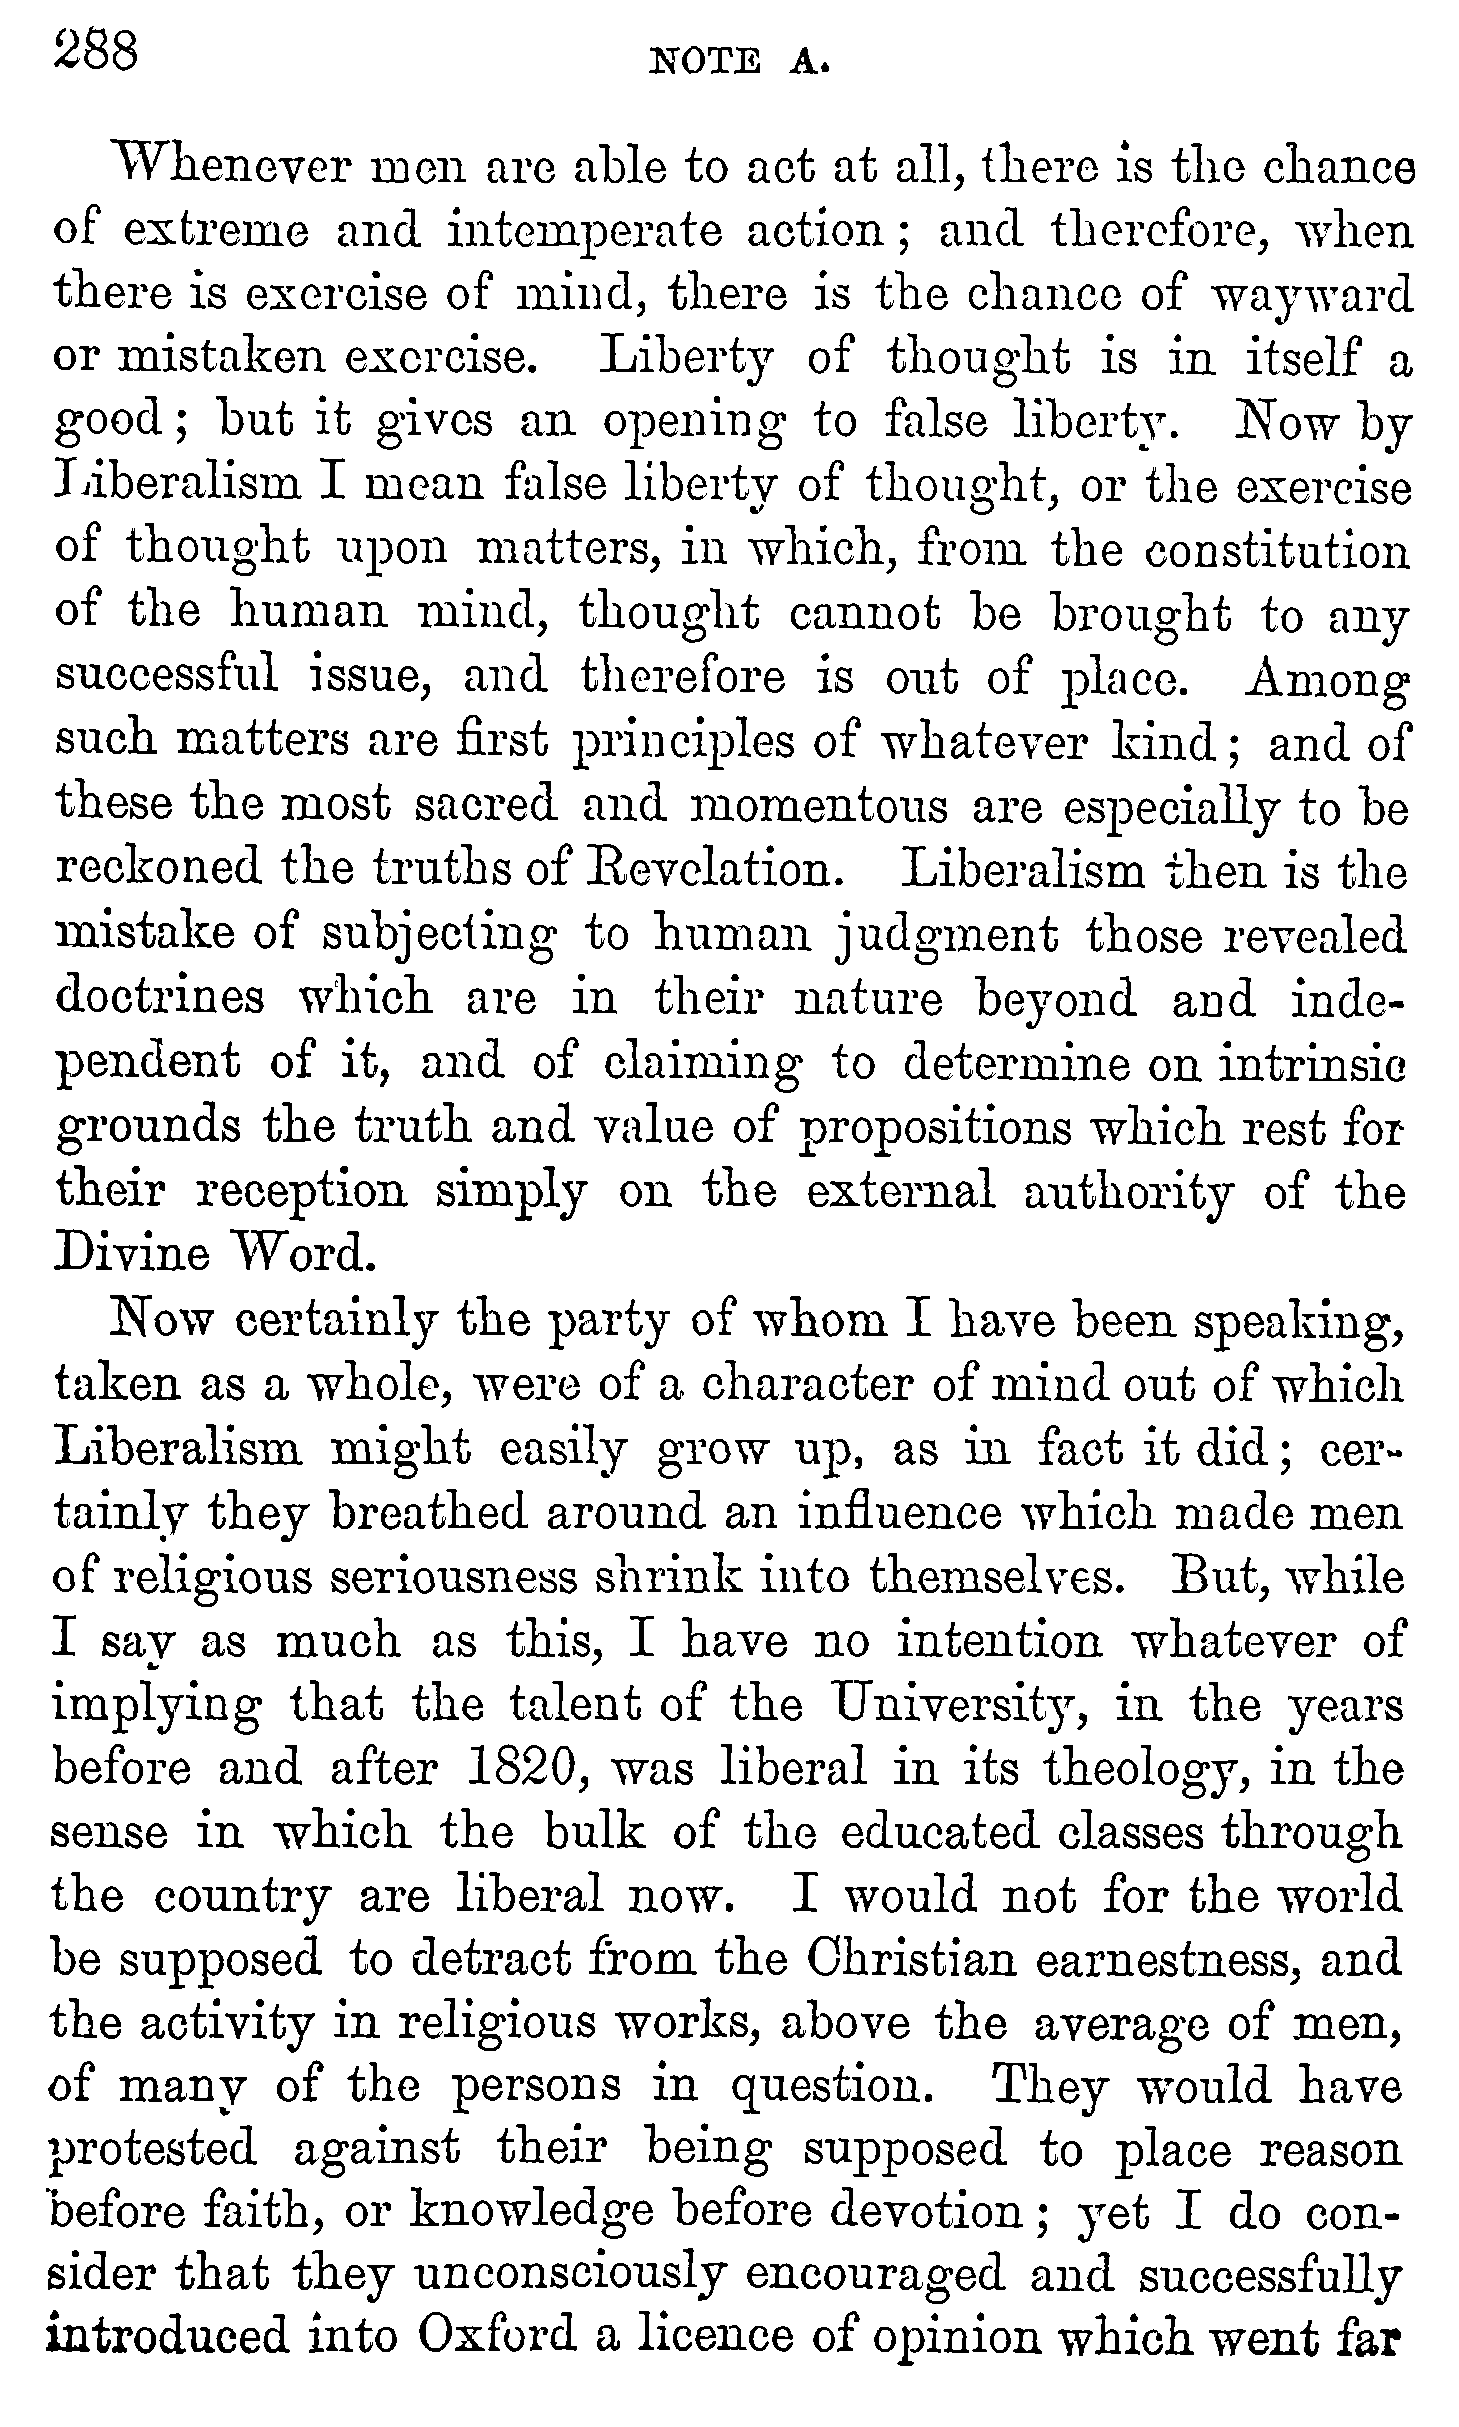 288
NOTE A.
Whenever men are able to act at all, there is the chance
of extreme and intemperate action; and therefore, when
there is exercise of mind, there is the chance of wayward
or mistaken exercise. Liberty of thought is in itself a
good; but it gives an opening to false liberty. Now by
Liberalism I mean false liberty of thought, or the exercise
of thought upon matters, in which, from the constitution
of the human mind, thought cannot be brought to any
successful issue, and therefore is out of place. Among
such matters are first principles of whatever kind; and of
these the most sacred and momentous are especially to be
reckoned the truths of Revelation. Liberalism then is the
mistake of subjecting to human judgment those revealed
doctrines which are in their nature beyond and inde-
pendent of it, and of claiming to determine on intrinsic
grounds the truth and value of propositions which rest for
their reception simply on the external authority of the
Divine Word.
Now certainly the party of whom I have been speaking,
taken as a whole, were of a character of mind out of which
Liberalism might easily grow up, as in fact it did; cer-
tainly they breathed around an influence which made men
of religious seriousness shrink into themselves. But, while
I say as much as this, I have no intention whatever of
implying that the talent of the University, in the years
before and after 1820, was liberal in its theology, in the
sense in which the bulk of the educated classes through
the country are liberal now. I would not for the world
be supposed to detract from the Christian earnestness, and
the activity in religious works, above the average of men,
of many of the persons in question. They would have
protested against their being supposed to place reason
before faith, or knowledge before devotion; yet I do con-
sider that they unconsciously encouraged and successfully
introduced into Oxford a licence of opinion which went far